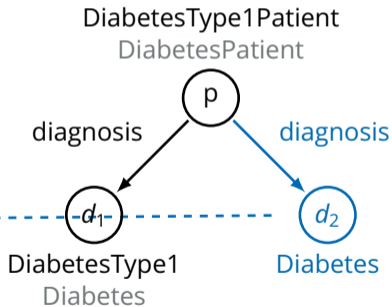 DiabetesType1Patient
DiabetesPatient
p
diagnosis diagnosis
d₁ d₂
DiabetesType1 Diabetes
Diabetes